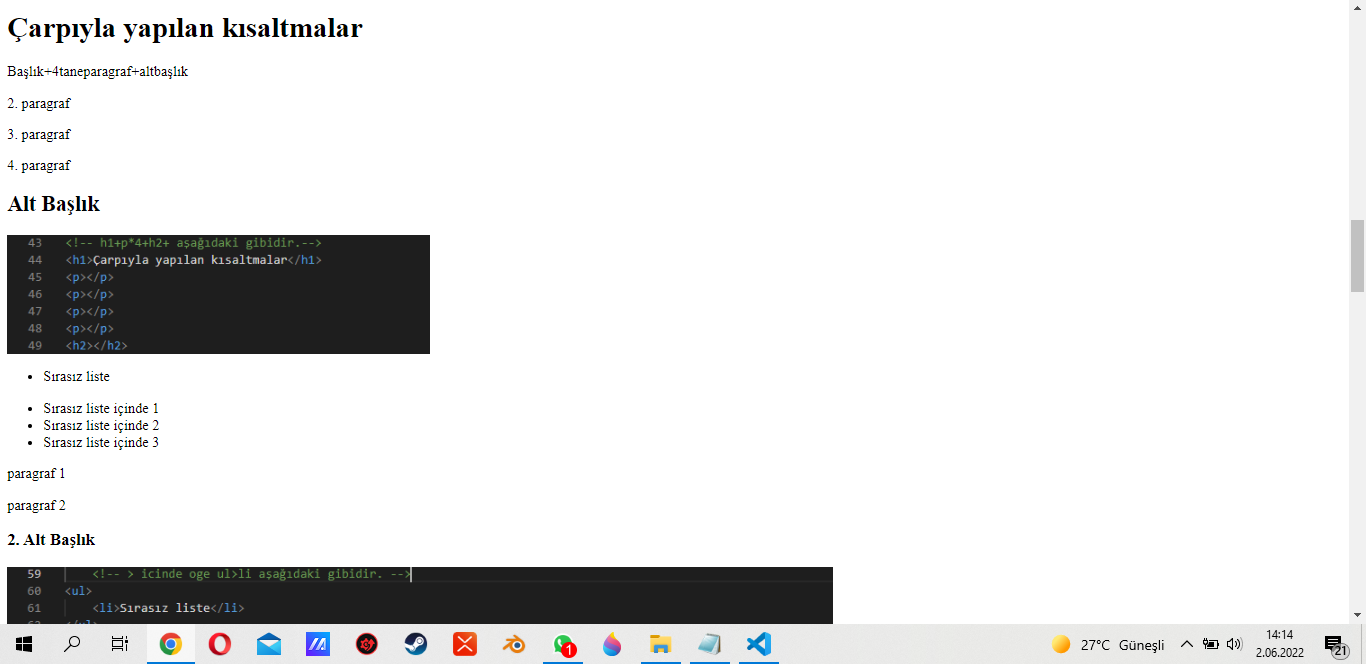 Çarpıyla yapılan kısaltmalar
Başlık+4taneparagraf+altbaşlık
2. paragraf
3. paragraf
4. paragraf
Alt Başlık
43 <!-- h1+p*4+h2+ aşağıdaki gibidir.-->
44 <h1>Çarpıyla yapılan kısaltmalar</h1>
45 <p></p>
46 <p></p>
47 <p></p>
48 <p></p>
49 <h2></h2>
• Sırasız liste
• Sırasız liste içinde 1
• Sırasız liste içinde 2
• Sırasız liste içinde 3
paragraf 1
paragraf 2
2. Alt Başlık
59 <!-- > icinde oge ul>li aşağıdaki gibidir. -->
60 <ul>
61 <li>Sırasız liste</li>
62 </ul>
1
27°C Güneşli
14:14
2.06.2022
21